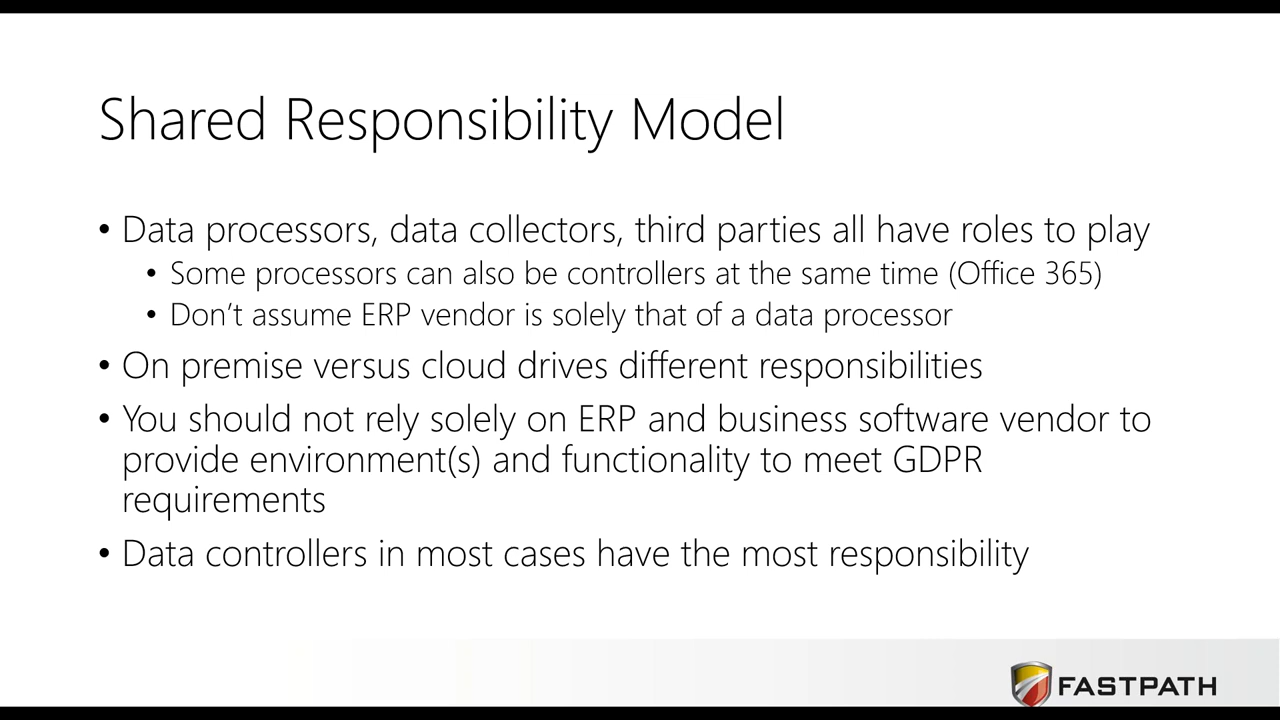 Shared Responsibility Model
• Data processors, data collectors, third parties all have roles to play
• Some processors can also be controllers at the same time (Office 365)
• Don’t assume ERP vendor is solely that of a data processor
• On premise versus cloud drives different responsibilities
• You should not rely solely on ERP and business software vendor to
provide environment(s) and functionality to meet GDPR
requirements
• Data controllers in most cases have the most responsibility
FASTPATH